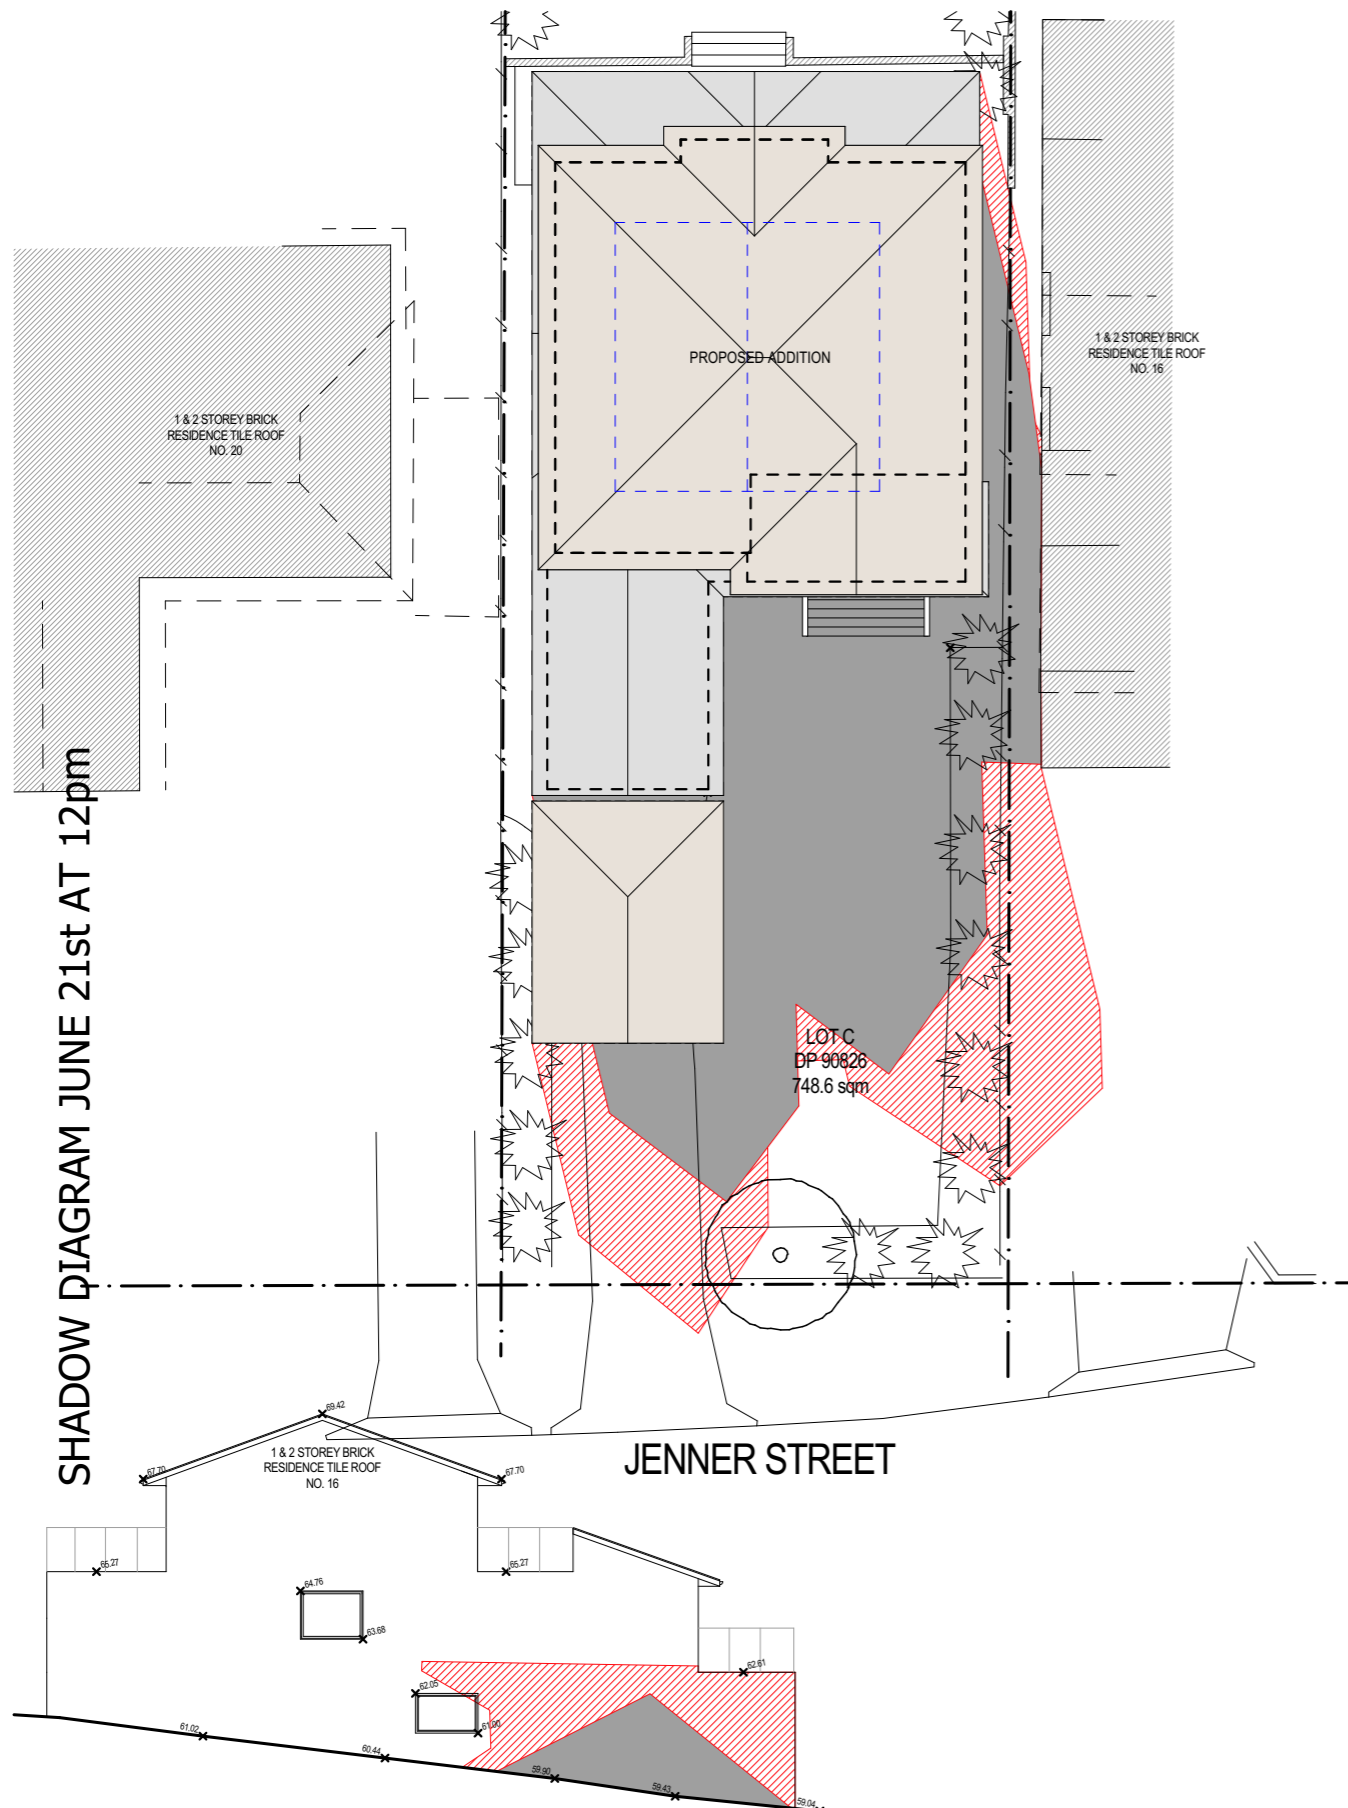 PROPOSED ADDITION
1 & 2 STOREY BRICK
RESIDENCE TILE ROOF
NO. 16
1 & 2 STOREY BRICK
RESIDENCE TILE ROOF
NO. 20
SHADOW DIAGRAM JUNE 21st AT 12pm
LOT C
DP 90826
748.6 sqm
JENNER STREET
69.42
1 & 2 STOREY BRICK
RESIDENCE TILE ROOF
NO. 16
67.70
67.70
65.27
65.27
64.76
63.68
62.61
62.05
61.00
61.02
60.44
59.90
59.43
59.04